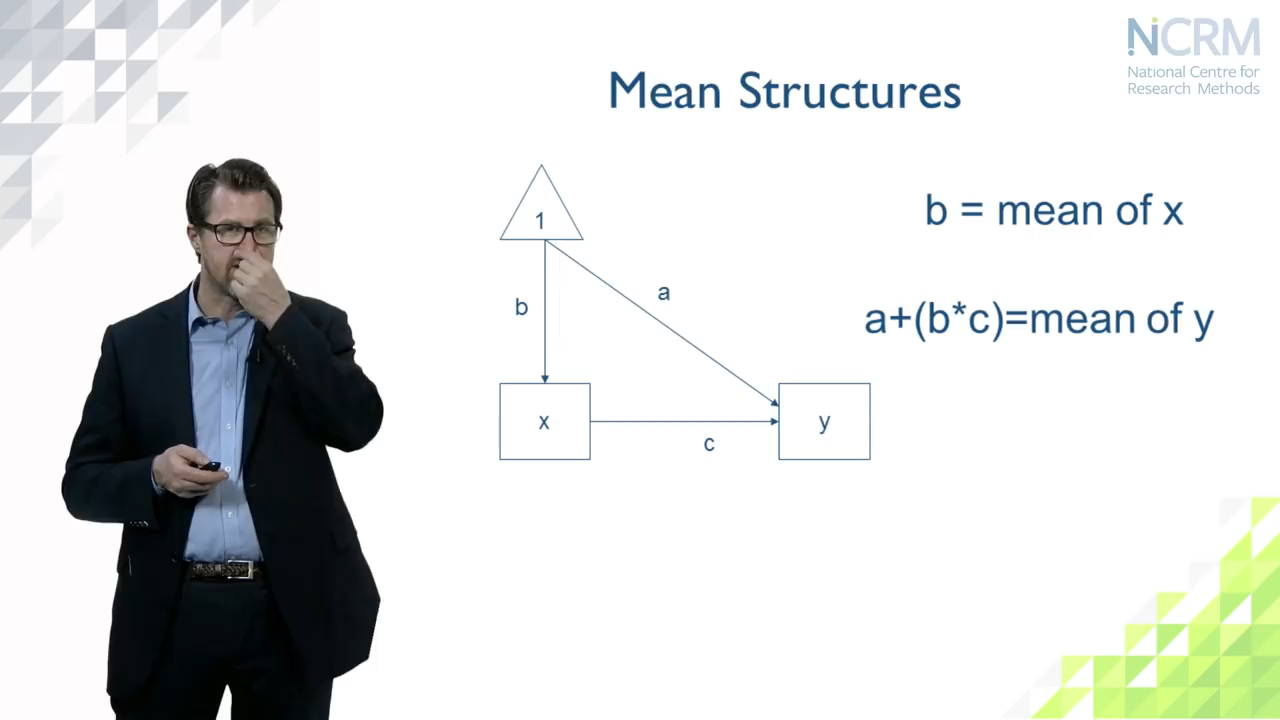 NCRM
National Centre for
Research Methods
Mean Structures
1
b = mean of x
b
a
a+(b*c)=mean of y
x
y
c